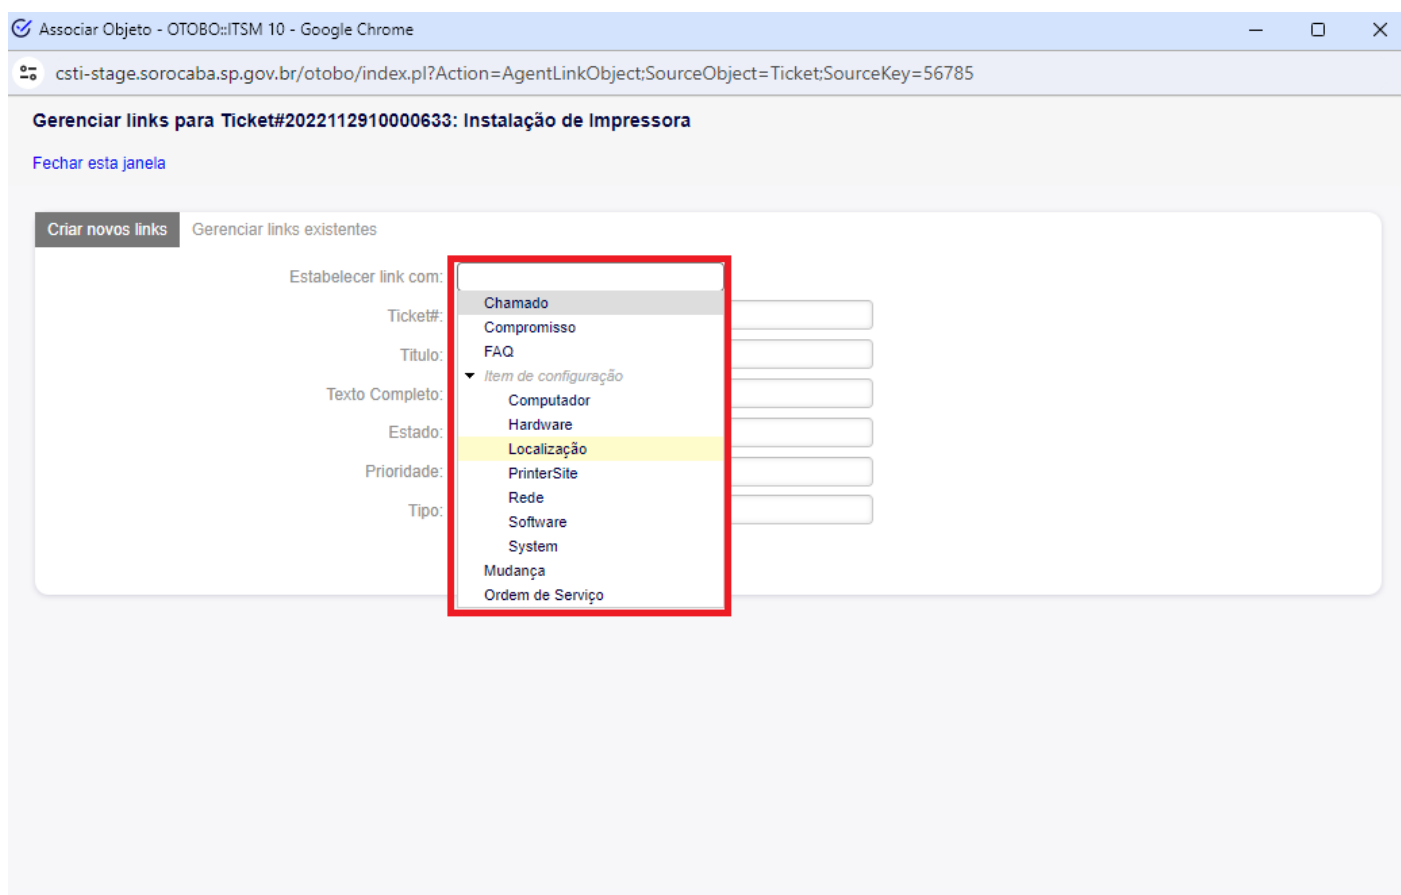 Associar Objeto - OTOBO::ITSM 10 - Google Chrome
csti-stage.sorocaba.sp.gov.br/otobo/index.pl?Action=AgentLinkObject;SourceObject=Ticket;SourceKey=56785
Gerenciar links para Ticket#2022112910000633: Instalação de Impressora
Fechar esta janela
Criar novos links Gerenciar links existentes
Estabelecer link com:
Ticket#:
Titulo:
Texto Completo:
Estado:
Prioridade:
Tipo:
Chamado
Compromisso
FAQ
Item de configuração
Computador
Hardware
Localização
PrinterSite
Rede
Software
System
Mudança
Ordem de Serviço